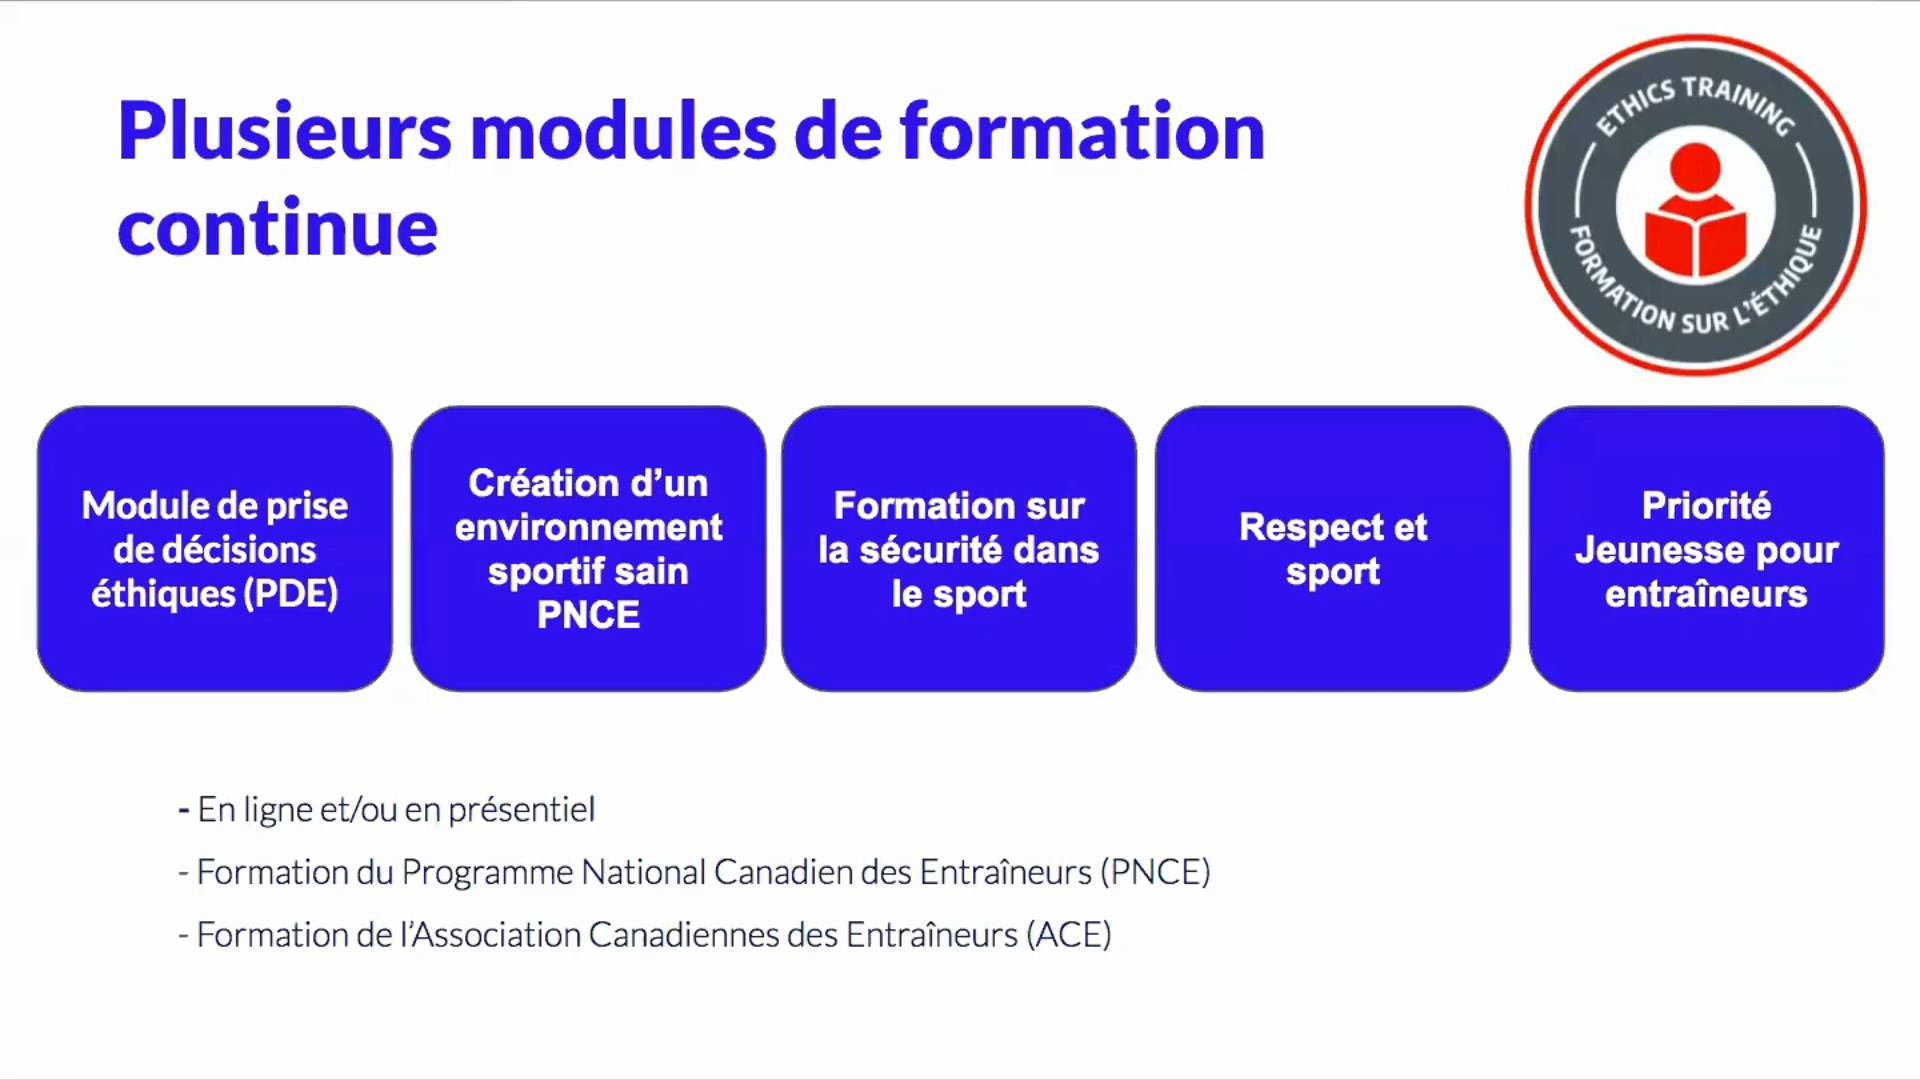 Plusieurs modules de formation
continue
ETHICS TRAINING
FORMATION SUR L'ÉTHIQUE
Module de prise
de décisions
éthiques (PDE)
Création d’un
environnement
sportif sain
PNCE
Formation sur
la sécurité dans
le sport
Respect et
sport
Priorité
Jeunesse pour
entraîneurs
- En ligne et/ou en présentiel
- Formation du Programme National Canadien des Entraîneurs (PNCE)
- Formation de l’Association Canadiennes des Entraîneurs (ACE)